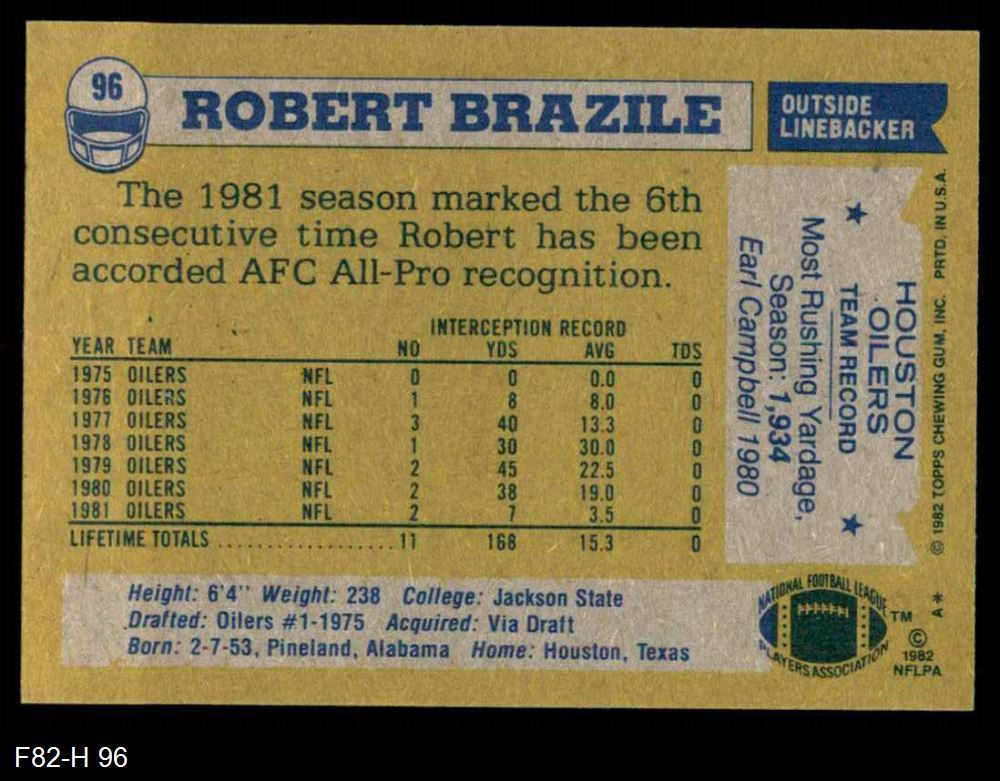 96
ROBERT BRAZILE
OUTSIDE
LINEBACKER
The 1981 season marked the 6th
consecutive time Robert has been
accorded AFC All-Pro recognition.
INTERCEPTION RECORD
YEAR TEAM NO YDS AVG TDS
1975 OILERS NFL 0 0 0.0 0
1976 OILERS NFL 1 8 8.0 0
1977 OILERS NFL 3 40 13.3 0
1978 OILERS NFL 1 30 30.0 0
1979 OILERS NFL 2 45 22.5 0
1980 OILERS NFL 2 38 19.0 0
1981 OILERS NFL 2 7 3.5 0
LIFETIME TOTALS .................... 11 168 15.3 0
HOUSTON
OILERS
★ TEAM RECORD ★
Most Rushing Yardage,
Season: 1,934
Earl Campbell 1980
© 1982 TOPPS CHEWING GUM, INC. PRTD. IN U.S.A.
Height: 6'4" Weight: 238 College: Jackson State
Drafted: Oilers #1-1975 Acquired: Via Draft
Born: 2-7-53, Pineland, Alabama Home: Houston, Texas
NATIONAL FOOTBALL LEAGUE
PLAYERS ASSOCIATION
TM
A*
©
1982
NFLPA
F82-H 96